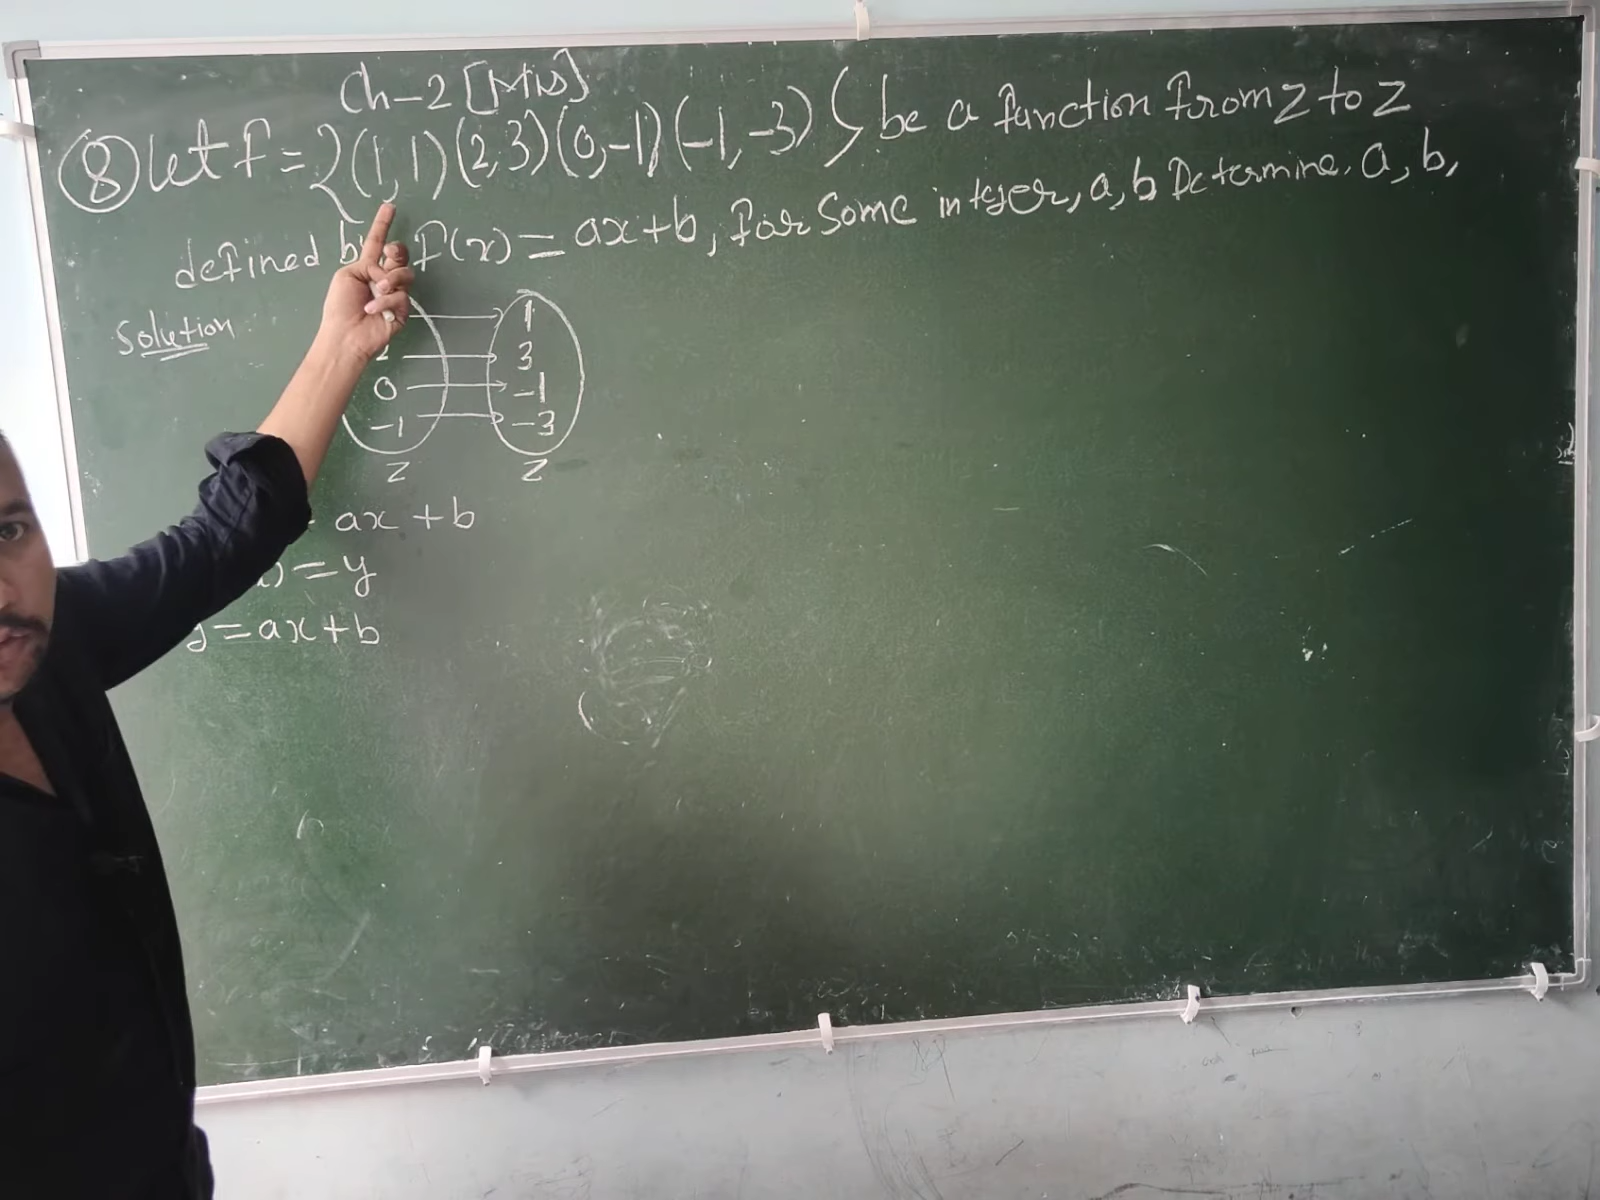 Ch-2 [Mis]
⑧ let f = {(1,1)(2,3)(0,-1)(-1,-3)} be a function from Z to Z
defined by f(x) = ax+b, for some integer, a, b Determine. a, b,
Solution
1
2 3
0 -1
-1 -3
Z Z
= ax + b
) = y
y = ax + b